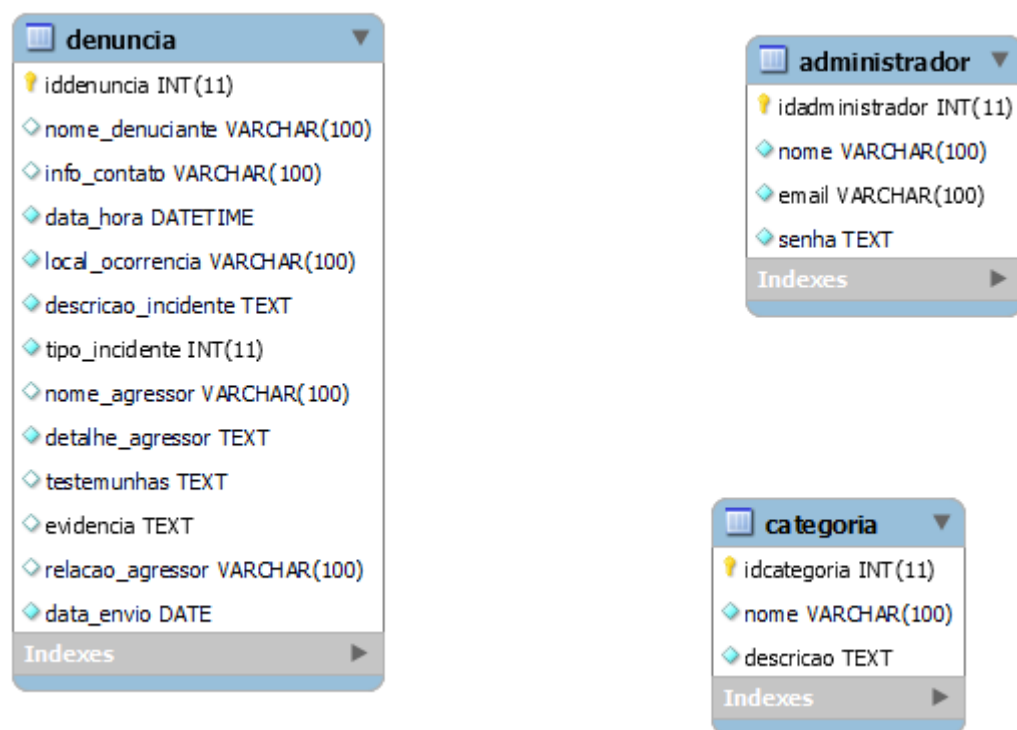 denuncia
iddenuncia INT(11)
nome_denuciante VARCHAR(100)
info_contato VARCHAR(100)
data_hora DATETIME
local_ocorrencia VARCHAR(100)
descricao_incidente TEXT
tipo_incidente INT(11)
nome_agressor VARCHAR(100)
detalhe_agressor TEXT
testemunhas TEXT
evidencia TEXT
relacao_agressor VARCHAR(100)
data_envio DATE
Indexes
administrador
idadministrador INT(11)
nome VARCHAR(100)
email VARCHAR(100)
senha TEXT
Indexes
categoria
idcategoria INT(11)
nome VARCHAR(100)
descricao TEXT
Indexes